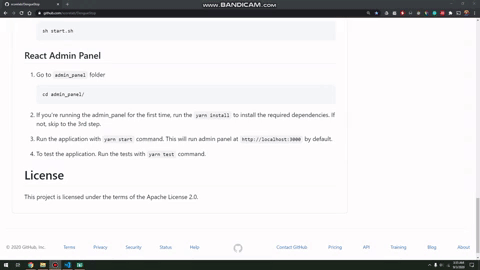 www.BANDICAM.com
sh start.sh
React Admin Panel
1. Go to admin_panel folder
cd admin_panel/
2. If you're running the admin_panel for the first time, run the yarn install to install the required dependencies. If
not, skip to the 3rd step.
3. Run the application with yarn start command. This will run admin panel at http://localhost:3000 by default.
4. To test the application. Run the tests with yarn test command.
License
This project is licensed under the terms of the Apache License 2.0.
© 2020 GitHub, Inc. Terms Privacy Security Status Help Contact GitHub Pricing API Training Blog About